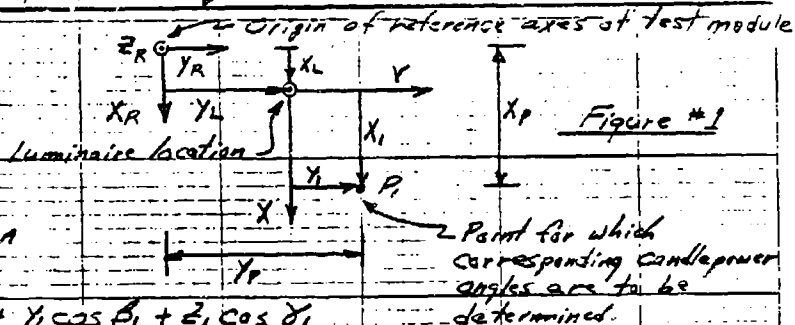 Origin of reference axes at test module
Z_R
Y_R
X_L
X_R
Y_L
Y
X_1
X_P
Figure #1
Luminaire location
Y_1
P_1
X
Y_P
Point for which
corresponding candlepower
angles are to be
determined.
Y_1 cos β_1 + Z_1 cos γ_1